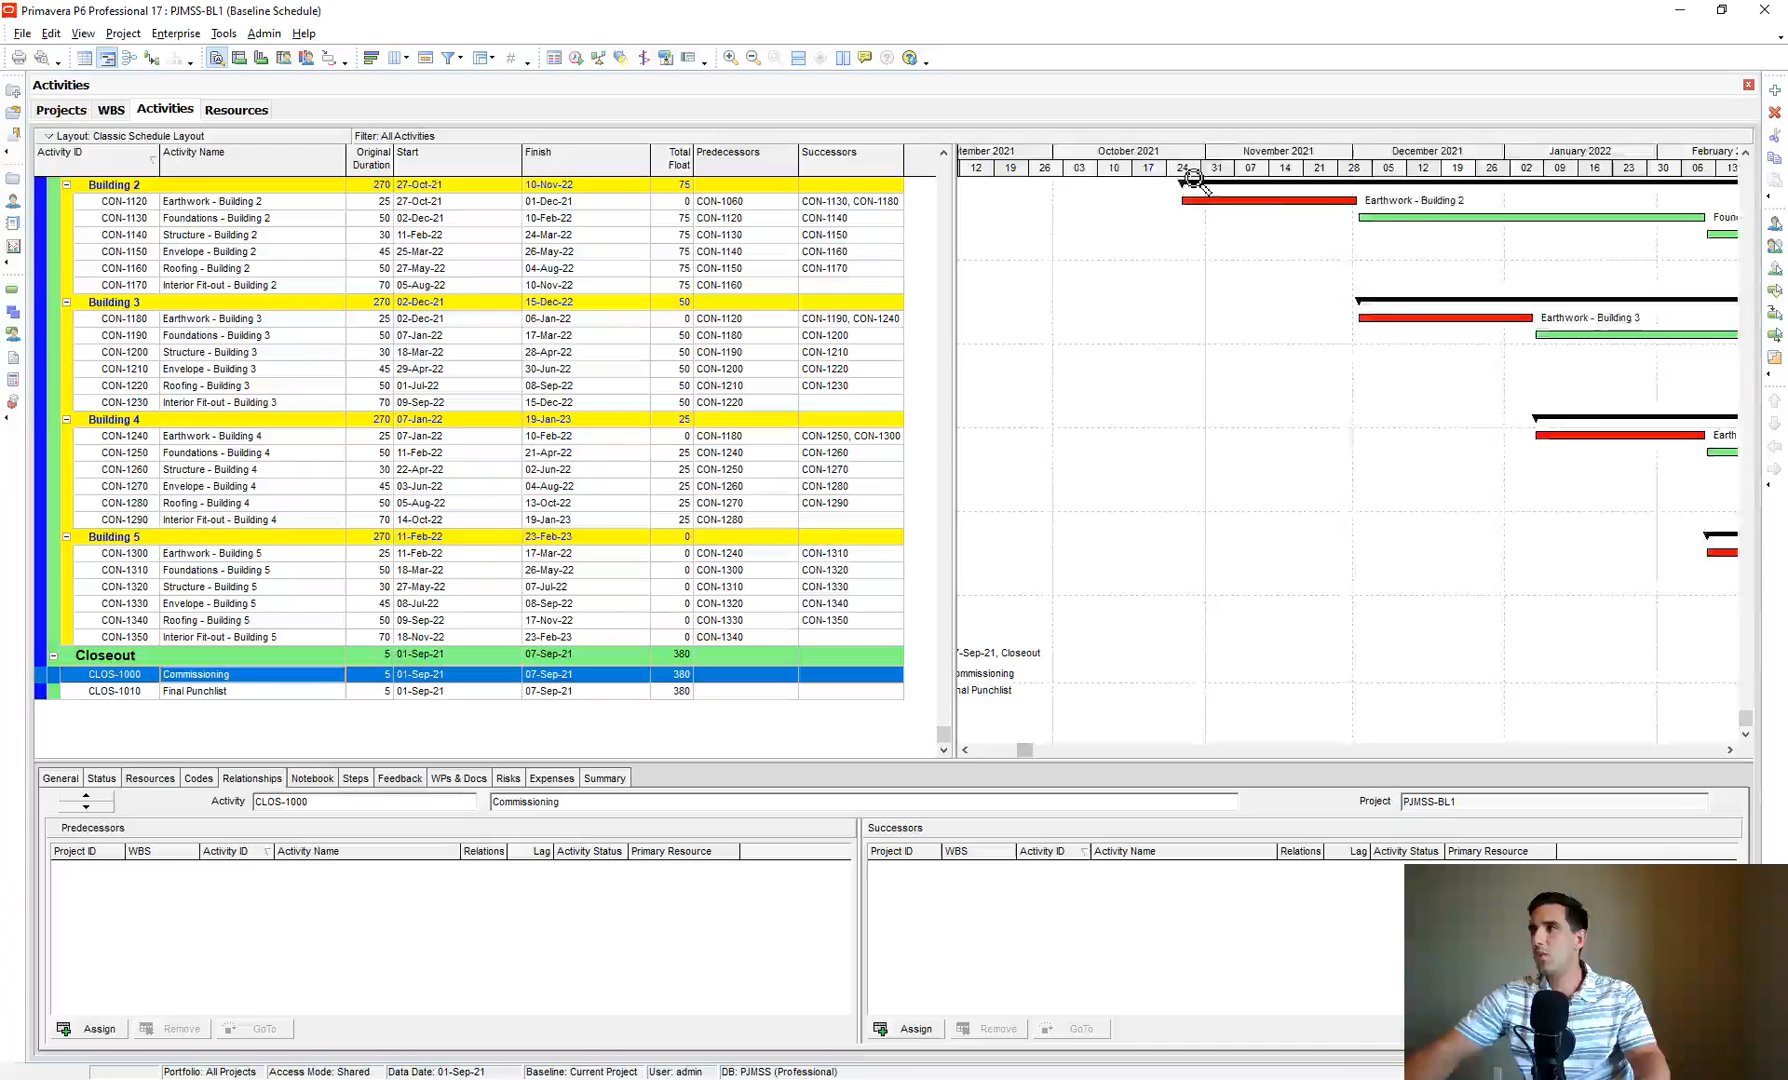 Primavera P6 Professional 17 : PJMSS-BL1 (Baseline Schedule)
File Edit View Project Enterprise Tools Admin Help
Activities
Projects WBS Activities Resources
Layout: Classic Schedule Layout Filter: All Activities
Activity ID Activity Name Original Duration Start Finish Total Float Predecessors Successors
tember 2021 October 2021 November 2021 December 2021 January 2022 February
12 19 26 03 10 17 24 31 07 14 21 28 05 12 19 26 02 09 16 23 30 06 13
Building 2 270 27-Oct-21 10-Nov-22 75
CON-1120 Earthwork - Building 2 25 27-Oct-21 01-Dec-21 0 CON-1060 CON-1130, CON-1180 Earthwork - Building 2
CON-1130 Foundations - Building 2 50 02-Dec-21 10-Feb-22 75 CON-1120 CON-1140 Foun
CON-1140 Structure - Building 2 30 11-Feb-22 24-Mar-22 75 CON-1130 CON-1150
CON-1150 Envelope - Building 2 45 25-Mar-22 26-May-22 75 CON-1140 CON-1160
CON-1160 Roofing - Building 2 50 27-May-22 04-Aug-22 75 CON-1150 CON-1170
CON-1170 Interior Fit-out - Building 2 70 05-Aug-22 10-Nov-22 75 CON-1160
Building 3 270 02-Dec-21 15-Dec-22 50
CON-1180 Earthwork - Building 3 25 02-Dec-21 06-Jan-22 0 CON-1120 CON-1190, CON-1240 Earthwork - Building 3
CON-1190 Foundations - Building 3 50 07-Jan-22 17-Mar-22 50 CON-1180 CON-1200
CON-1200 Structure - Building 3 30 18-Mar-22 28-Apr-22 50 CON-1190 CON-1210
CON-1210 Envelope - Building 3 45 29-Apr-22 30-Jun-22 50 CON-1200 CON-1220
CON-1220 Roofing - Building 3 50 01-Jul-22 08-Sep-22 50 CON-1210 CON-1230
CON-1230 Interior Fit-out - Building 3 70 09-Sep-22 15-Dec-22 50 CON-1220
Building 4 270 07-Jan-22 19-Jan-23 25
CON-1240 Earthwork - Building 4 25 07-Jan-22 10-Feb-22 0 CON-1180 CON-1250, CON-1300 Earth
CON-1250 Foundations - Building 4 50 11-Feb-22 21-Apr-22 25 CON-1240 CON-1260
CON-1260 Structure - Building 4 30 22-Apr-22 02-Jun-22 25 CON-1250 CON-1270
CON-1270 Envelope - Building 4 45 03-Jun-22 04-Aug-22 25 CON-1260 CON-1280
CON-1280 Roofing - Building 4 50 05-Aug-22 13-Oct-22 25 CON-1270 CON-1290
CON-1290 Interior Fit-out - Building 4 70 14-Oct-22 19-Jan-23 25 CON-1280
Building 5 270 11-Feb-22 23-Feb-23 0
CON-1300 Earthwork - Building 5 25 11-Feb-22 17-Mar-22 0 CON-1240 CON-1310
CON-1310 Foundations - Building 5 50 18-Mar-22 26-May-22 0 CON-1300 CON-1320
CON-1320 Structure - Building 5 30 27-May-22 07-Jul-22 0 CON-1310 CON-1330
CON-1330 Envelope - Building 5 45 08-Jul-22 08-Sep-22 0 CON-1320 CON-1340
CON-1340 Roofing - Building 5 50 09-Sep-22 17-Nov-22 0 CON-1330 CON-1350
CON-1350 Interior Fit-out - Building 5 70 18-Nov-22 23-Feb-23 0 CON-1340
Closeout 5 01-Sep-21 07-Sep-21 380 7-Sep-21, Closeout
CLOS-1000 Commissioning 5 01-Sep-21 07-Sep-21 380 ommissioning
CLOS-1010 Final Punchlist 5 01-Sep-21 07-Sep-21 380 nal Punchlist
General Status Resources Codes Relationships Notebook Steps Feedback WPs & Docs Risks Expenses Summary
Activity CLOS-1000 Commissioning Project PJMSS-BL1
Predecessors Successors
Project ID WBS Activity ID Activity Name Relations Lag Activity Status Primary Resource Project ID WBS Activity ID Activity Name Relations Lag Activity Status Primary Resource
Assign Remove GoTo Assign Remove GoTo
Portfolio: All Projects Access Mode: Shared Data Date: 01-Sep-21 Baseline: Current Project User: admin DB: PJMSS (Professional)